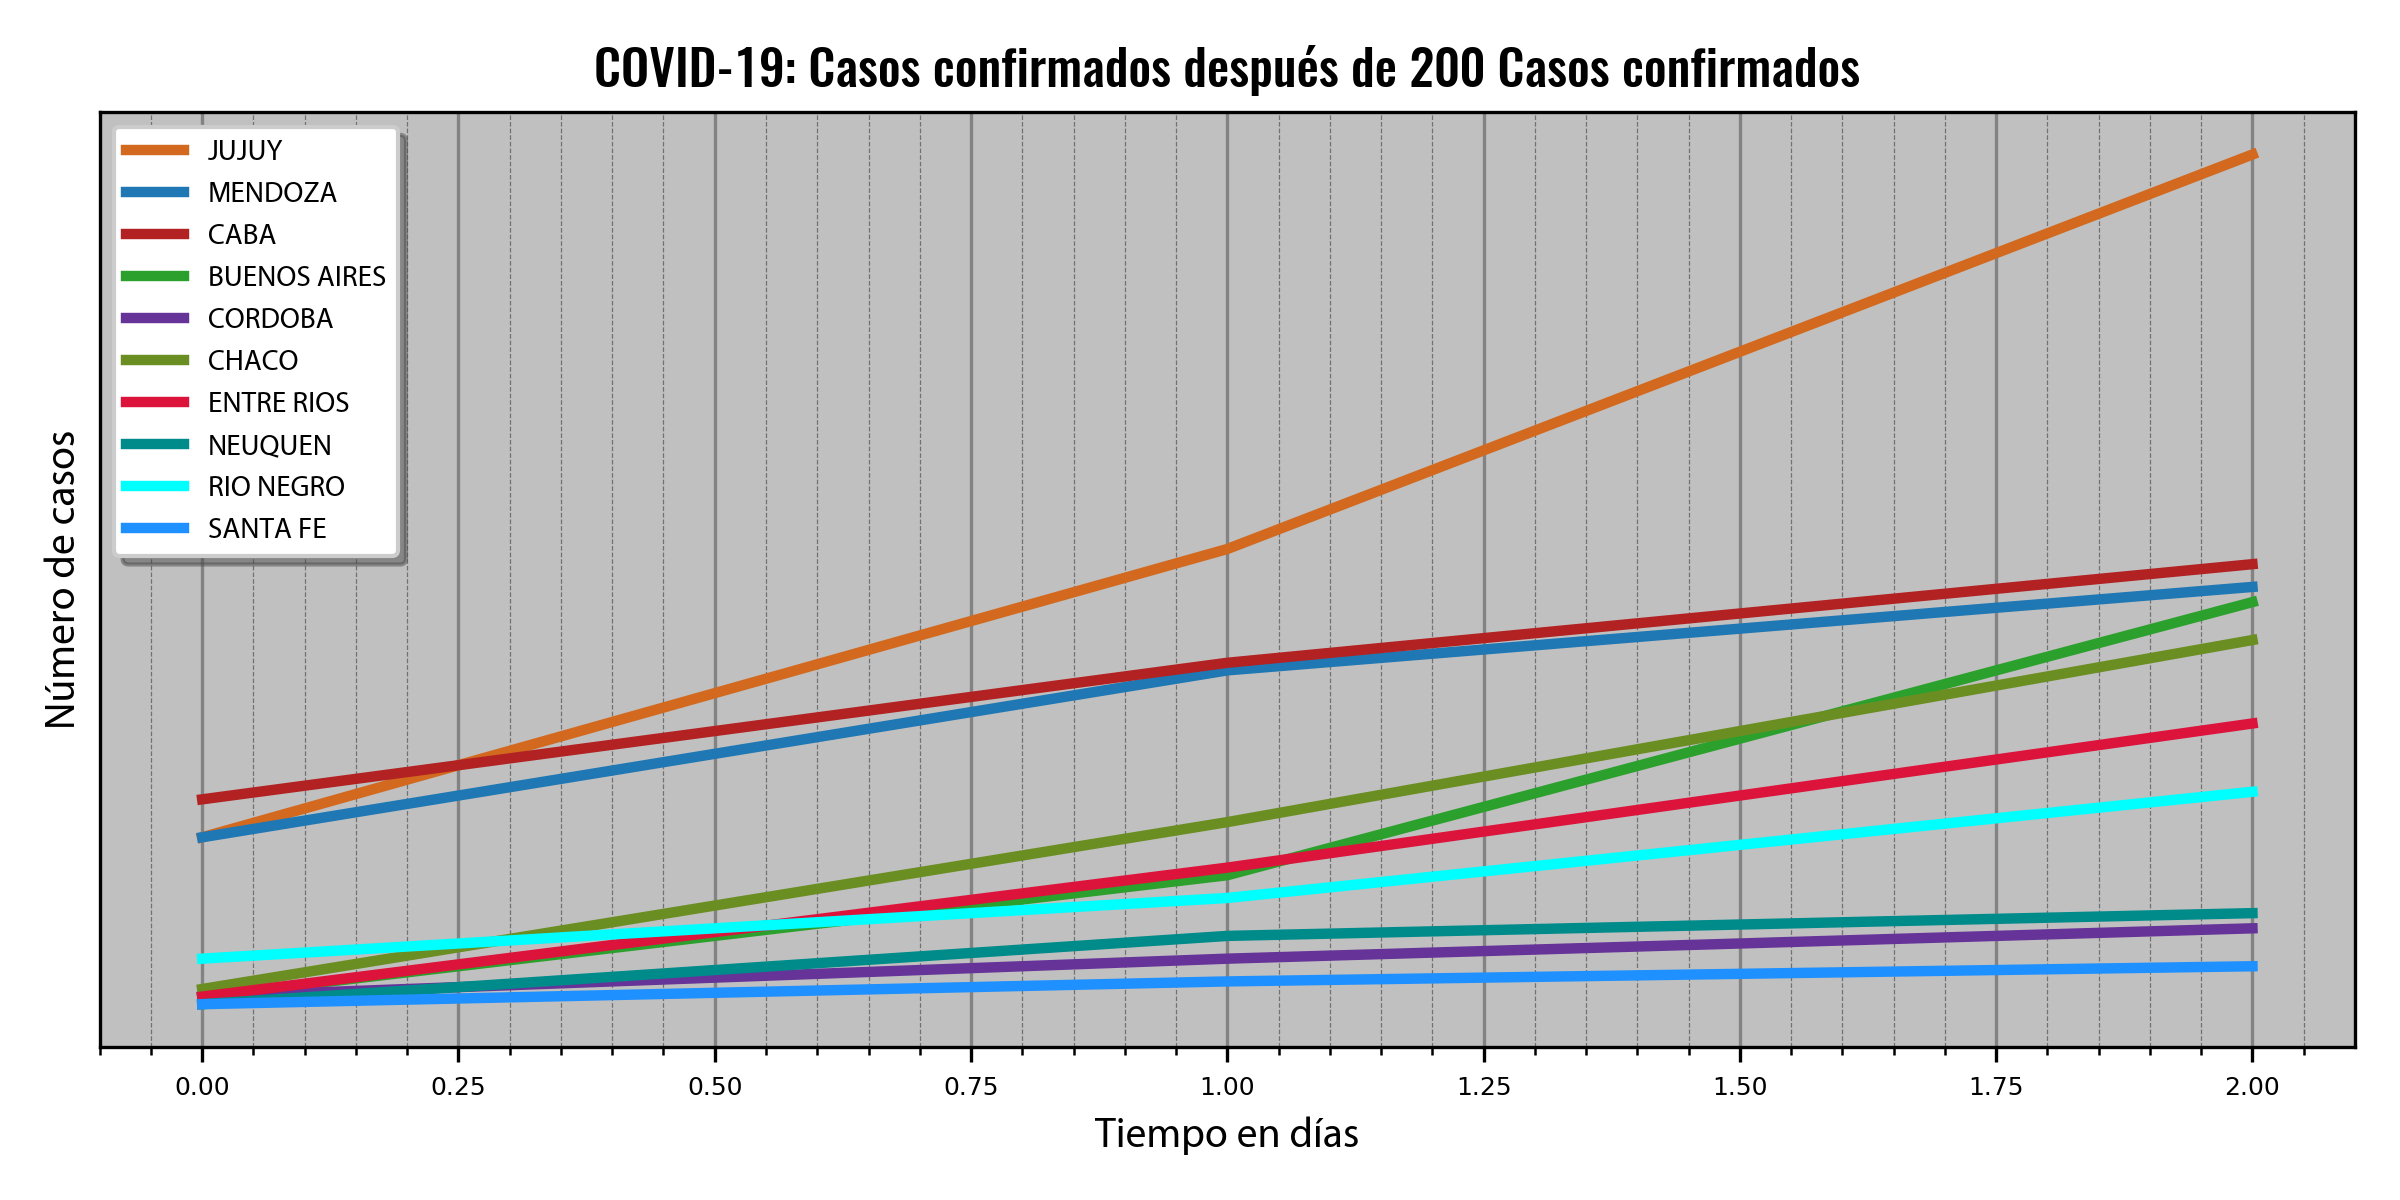 COVID-19: Casos confirmados después de 200 Casos confirmados
JUJUY
MENDOZA
CABA
BUENOS AIRES
CORDOBA
CHACO
ENTRE RIOS
NEUQUEN
RIO NEGRO
SANTA FE
Número de casos
0.00 0.25 0.50 0.75 1.00 1.25 1.50 1.75 2.00
Tiempo en días